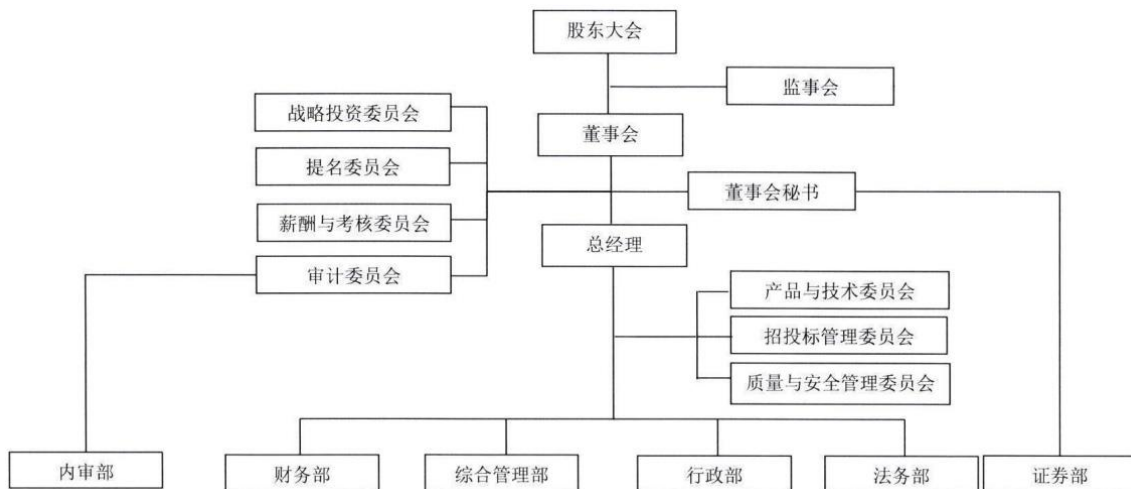 股东大会
监事会
战略投资委员会
董事会
提名委员会
董事会秘书
薪酬与考核委员会
总经理
审计委员会
产品与技术委员会
招投标管理委员会
质量与安全管理委员会
内审部
财务部
综合管理部
行政部
法务部
证券部